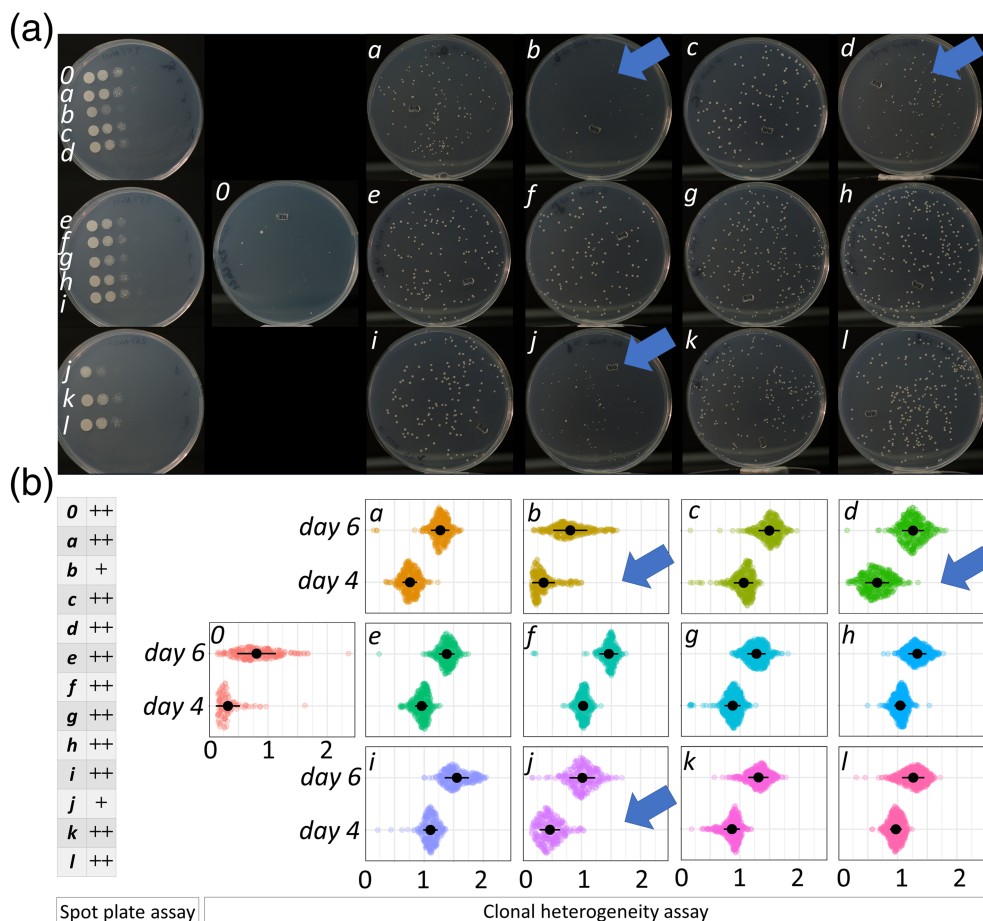 (a)
0
a
b
c
d
a
b
c
d
e
f
g
h
i
0
e
f
g
h
j
k
l
i
j
k
l
(b)
0 ++
a ++
b +
c ++
d ++
e ++
f ++
g ++
h ++
i ++
j +
k ++
l ++
a b c d
day 6
day 4
0 e f g h
day 6
day 4
0 1 2
i j k l
day 6
day 4
0 1 2 0 1 2 0 1 2 0 1 2
Spot plate assay Clonal heterogeneity assay